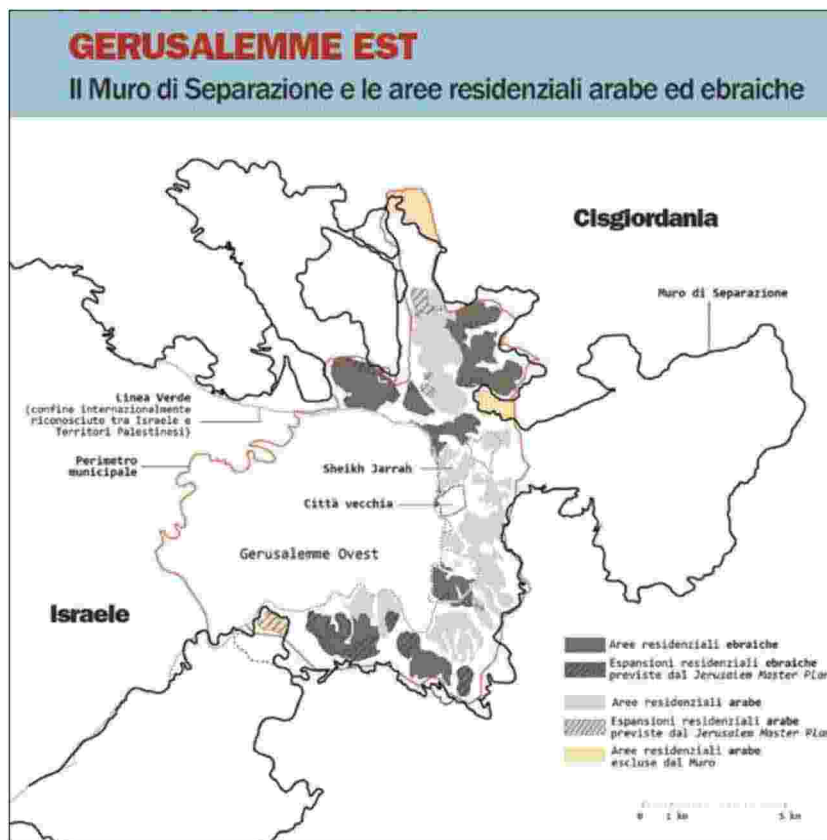 GERUSALEMME EST
Il Muro di Separazione e le aree residenziali arabe ed ebraiche
Cisgiordania
Muro di Separazione
Linea Verde
(confine internazionalmente
riconosciuto tra Israele e
Territori Palestinesi)
Perimetro
municipale
Sheikh Jarrah
Città vecchia
Gerusalemme Ovest
Israele
Aree residenziali ebraiche
Espansioni residenziali ebraiche
previste dal Jerusalem Master Plan
Aree residenziali arabe
Espansioni residenziali arabe
previste dal Jerusalem Master Plan
Aree residenziali arabe
escluse dal Muro
0 1 km 5 km